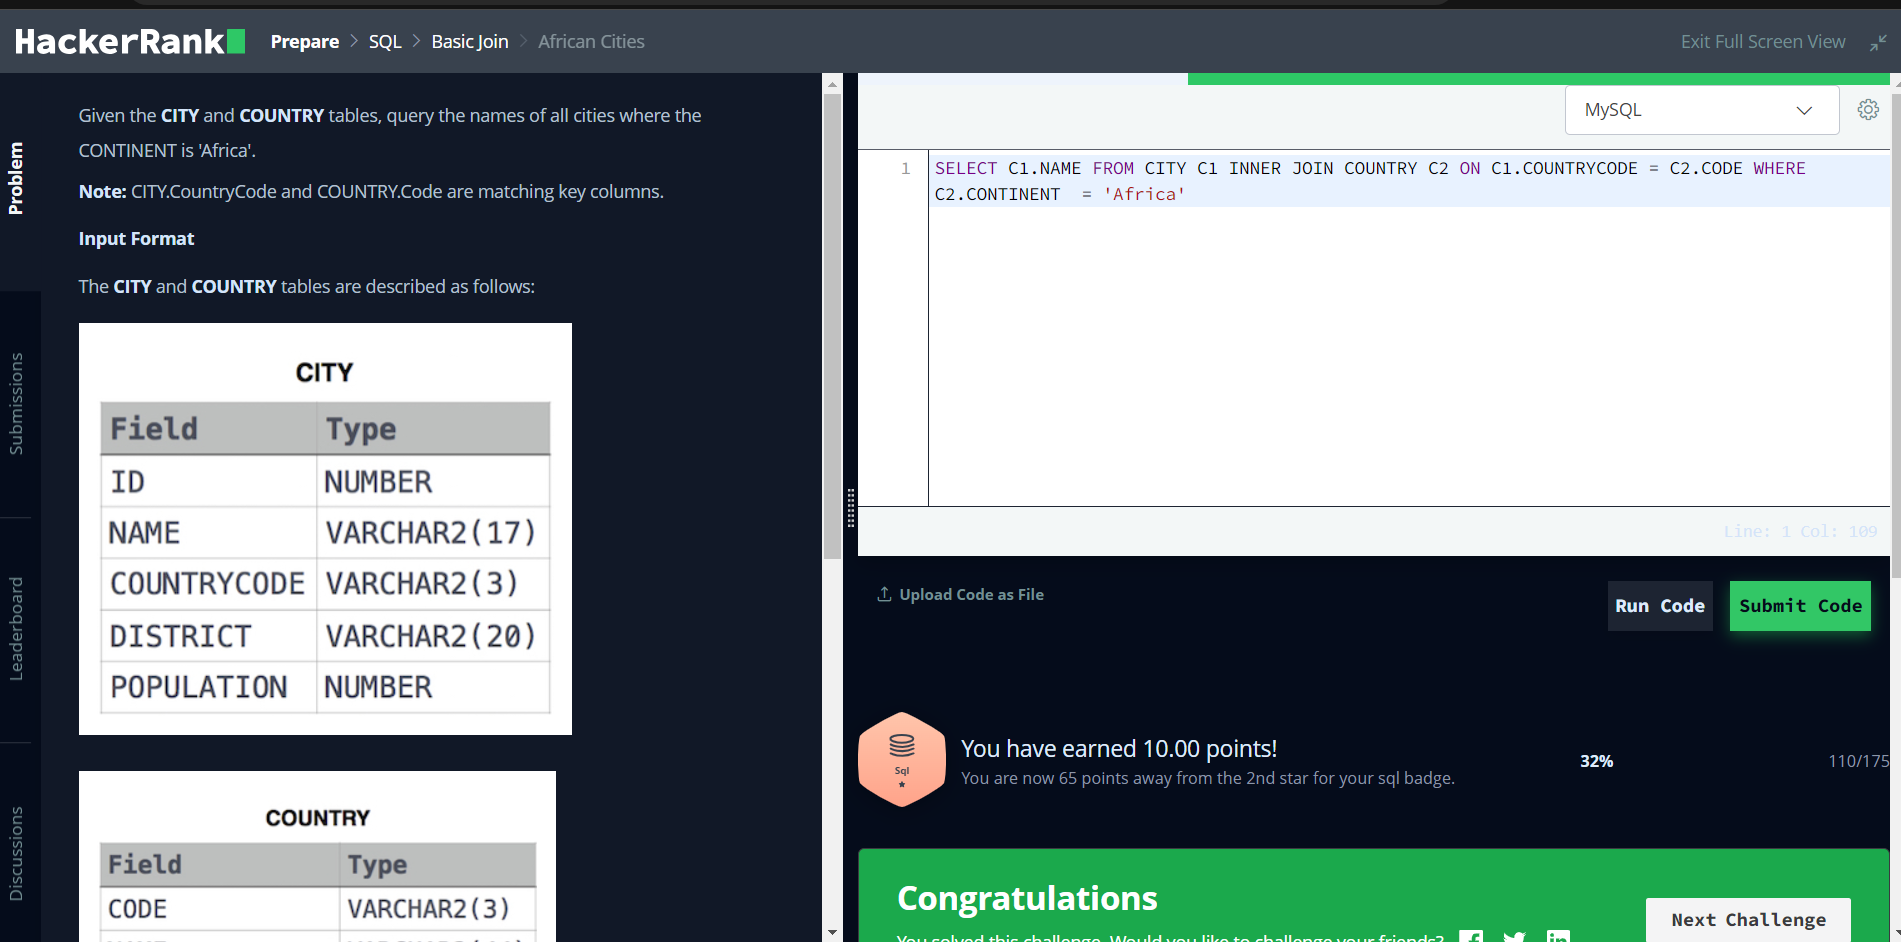 HackerRank Prepare > SQL > Basic Join > African Cities Exit Full Screen View
Problem
Submissions
Leaderboard
Discussions
Given the CITY and COUNTRY tables, query the names of all cities where the
CONTINENT is 'Africa'.
Note: CITY.CountryCode and COUNTRY.Code are matching key columns.
Input Format
The CITY and COUNTRY tables are described as follows:
CITY
Field Type
ID NUMBER
NAME VARCHAR2(17)
COUNTRYCODE VARCHAR2(3)
DISTRICT VARCHAR2(20)
POPULATION NUMBER
COUNTRY
Field Type
CODE VARCHAR2(3)
MySQL
1 SELECT C1.NAME FROM CITY C1 INNER JOIN COUNTRY C2 ON C1.COUNTRYCODE = C2.CODE WHERE
C2.CONTINENT  = 'Africa'
Line: 1 Col: 109
Upload Code as File
Run Code
Submit Code
Sql
You have earned 10.00 points!
You are now 65 points away from the 2nd star for your sql badge.
32%
110/175
Congratulations
You solved this challenge. Would you like to challenge your friends?
Next Challenge